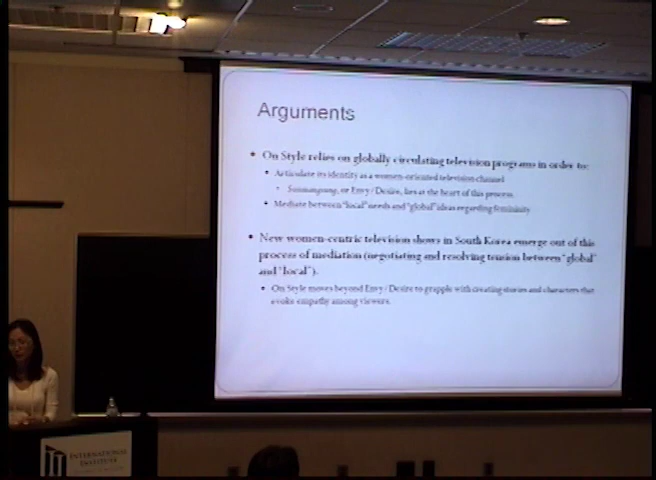 Arguments
• On Style relies on globally circulating television programs in order to:
• Articulate its identity as a women-oriented television channel
• , or Envy/Desire, lies at the heart of this process.
• Mediate between "local" needs and "global" ideas regarding femininity
• New women-centric television shows in South Korea emerge out of this
process of mediation (negotiating and resolving tension between "global"
and "local").
• On Style moves beyond Envy/Desire to grapple with creating stories and characters that
evoke empathy among viewers.
INTERNATIONAL
INSTITUTE